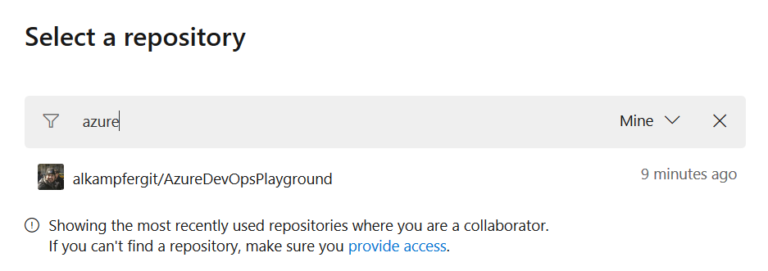 Select a repository
azure Mine
alkampfergit/AzureDevOpsPlayground 9 minutes ago
Showing the most recently used repositories where you are a collaborator.
If you can't find a repository, make sure you provide access.